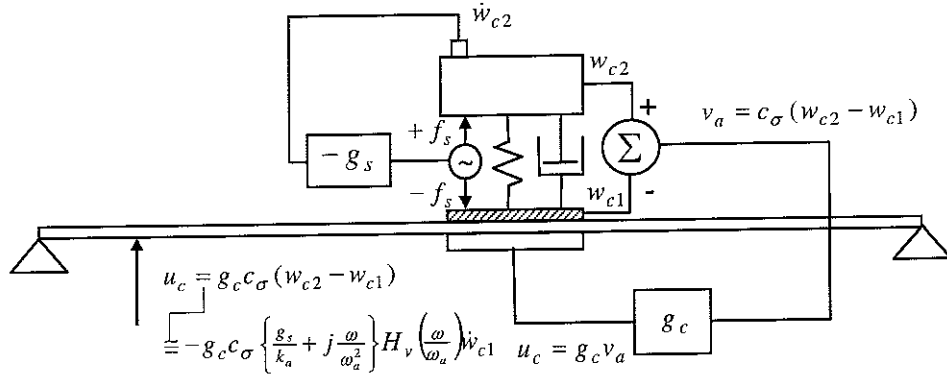 ẇ_c2
w_c2
+
v_a = c_σ (w_c2 − w_c1)
+ f_s
− g_s
~
Σ
− f_s
w_c1
-
u_c = g_c c_σ (w_c2 − w_c1)
g_c
≡ −g_c c_σ {g_s/k_a + j ω/ω_a²} H_v (ω/ω_a) ẇ_c1
u_c = g_c v_a